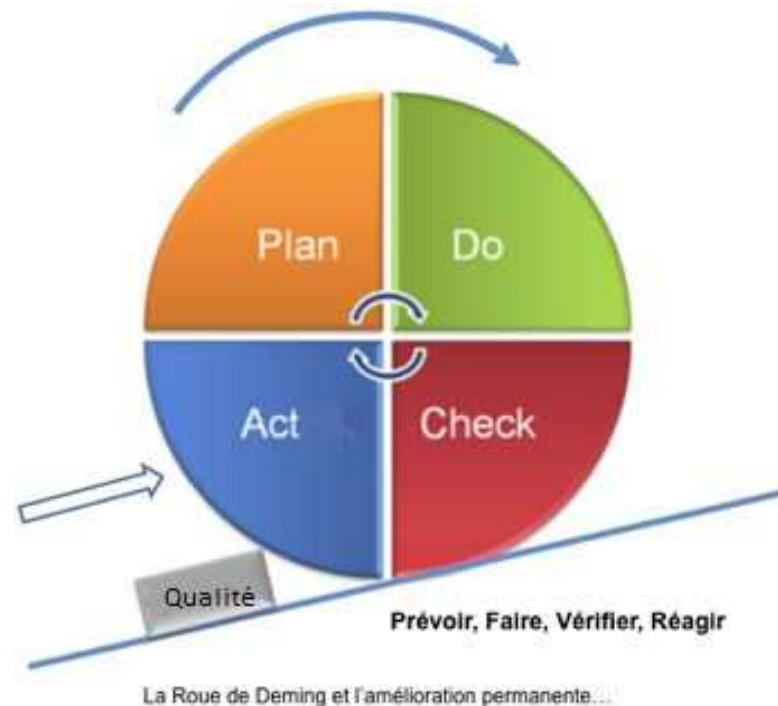 Plan
Do
Act
Check
Qualité
Prévoir, Faire, Vérifier, Réagir
La Roue de Deming et l'amélioration permanente...